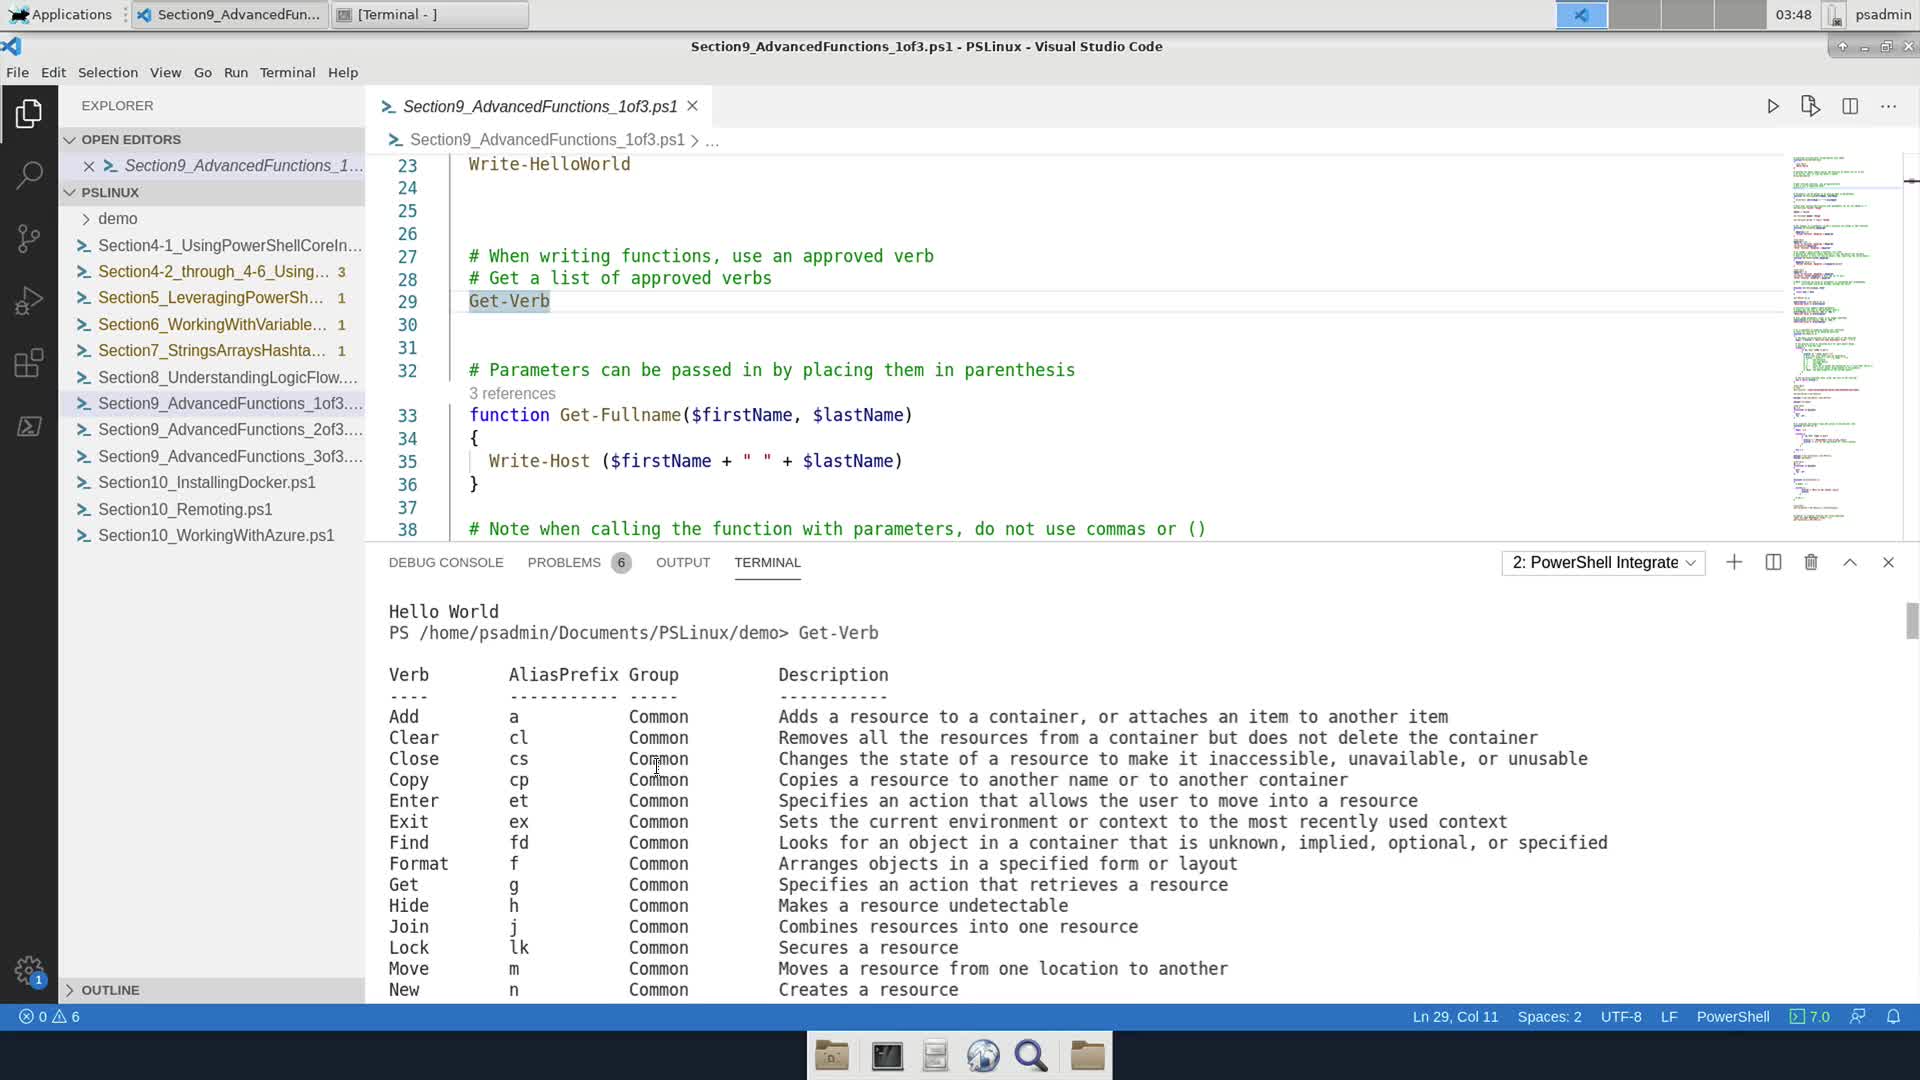 Applications
Section9_AdvancedFun...
[Terminal - ]
03:48
psadmin
Section9_AdvancedFunctions_1of3.ps1 - PSLinux - Visual Studio Code
File Edit Selection View Go Run Terminal Help
EXPLORER
OPEN EDITORS
Section9_AdvancedFunctions_1...
PSLINUX
demo
Section4-1_UsingPowerShellCoreIn...
Section4-2_through_4-6_Using... 3
Section5_LeveragingPowerSh... 1
Section6_WorkingWithVariable... 1
Section7_StringsArraysHashta... 1
Section8_UnderstandingLogicFlow....
Section9_AdvancedFunctions_1of3....
Section9_AdvancedFunctions_2of3....
Section9_AdvancedFunctions_3of3....
Section10_InstallingDocker.ps1
Section10_Remoting.ps1
Section10_WorkingWithAzure.ps1
OUTLINE
1
Section9_AdvancedFunctions_1of3.ps1
Section9_AdvancedFunctions_1of3.ps1 > ...
23 Write-HelloWorld
24
25
26
27 # When writing functions, use an approved verb
28 # Get a list of approved verbs
29 Get-Verb
30
31
32 # Parameters can be passed in by placing them in parenthesis
3 references
33 function Get-Fullname($firstName, $lastName)
34 {
35 Write-Host ($firstName + " " + $lastName)
36 }
37
38 # Note when calling the function with parameters, do not use commas or ()
DEBUG CONSOLE PROBLEMS 6 OUTPUT TERMINAL
2: PowerShell Integrate
Hello World
PS /home/psadmin/Documents/PSLinux/demo> Get-Verb
Verb AliasPrefix Group Description
---- ----------- ----- -----------
Add a Common Adds a resource to a container, or attaches an item to another item
Clear cl Common Removes all the resources from a container but does not delete the container
Close cs Common Changes the state of a resource to make it inaccessible, unavailable, or unusable
Copy cp Common Copies a resource to another name or to another container
Enter et Common Specifies an action that allows the user to move into a resource
Exit ex Common Sets the current environment or context to the most recently used context
Find fd Common Looks for an object in a container that is unknown, implied, optional, or specified
Format f Common Arranges objects in a specified form or layout
Get g Common Specifies an action that retrieves a resource
Hide h Common Makes a resource undetectable
Join j Common Combines resources into one resource
Lock lk Common Secures a resource
Move m Common Moves a resource from one location to another
New n Common Creates a resource
0 6
Ln 29, Col 11 Spaces: 2 UTF-8 LF PowerShell 7.0